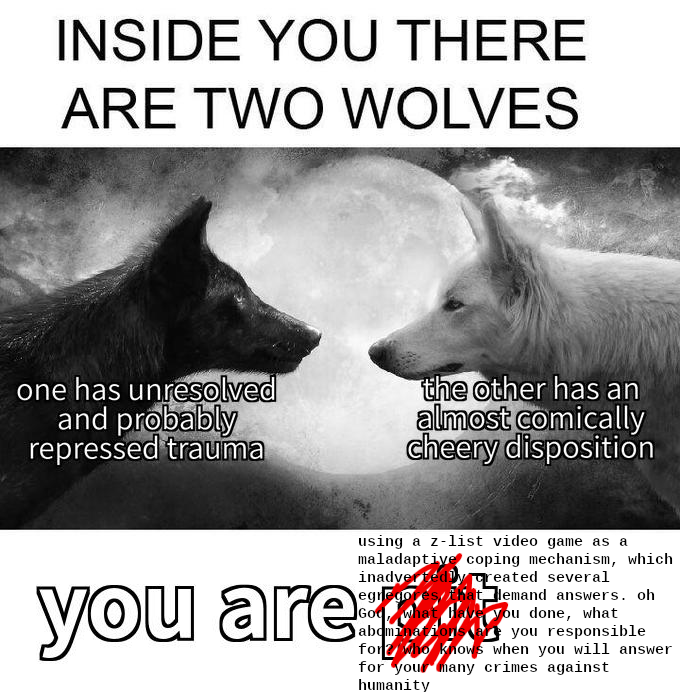 INSIDE YOU THERE
ARE TWO WOLVES
one has unresolved
and probably
repressed trauma
the other has an
almost comically
cheery disposition
you are
using a z-list video game as a
maladaptive coping mechanism, which
inadvertedly created several
egregores that demand answers. oh
God, what have you done, what
abominations are you responsible
for? who knows when you will answer
for your many crimes against
humanity